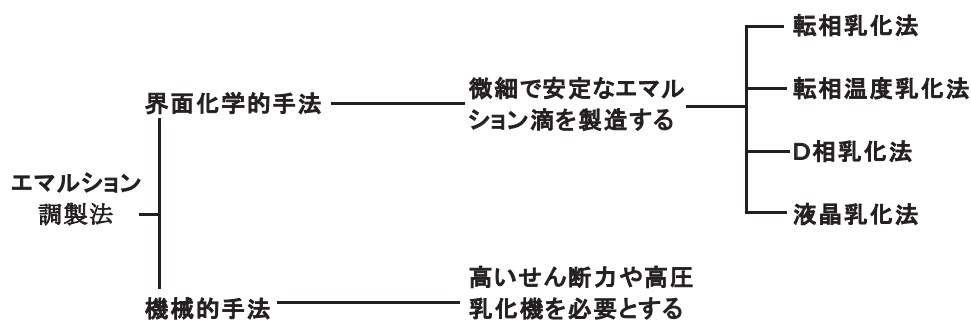 エマルション
調製法
界面化学的手法
微細で安定なエマル
ション滴を製造する
転相乳化法
転相温度乳化法
D相乳化法
液晶乳化法
機械的手法
高いせん断力や高圧
乳化機を必要とする